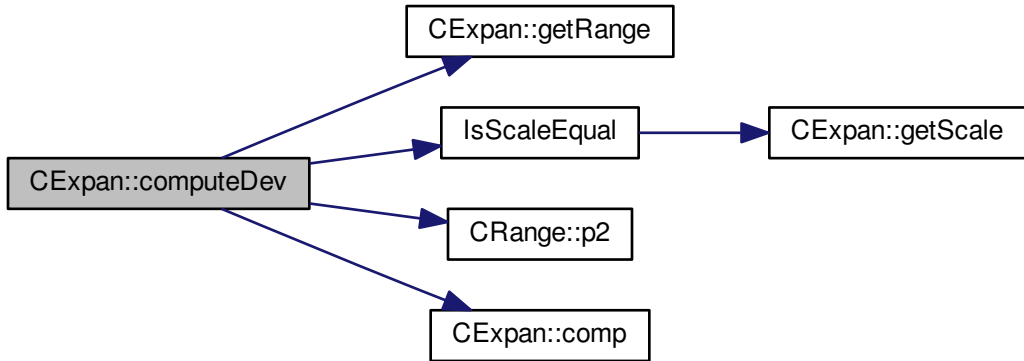 CExpan::getRange
IsScaleEqual
CExpan::getScale
CExpan::computeDev
CRange::p2
CExpan::comp